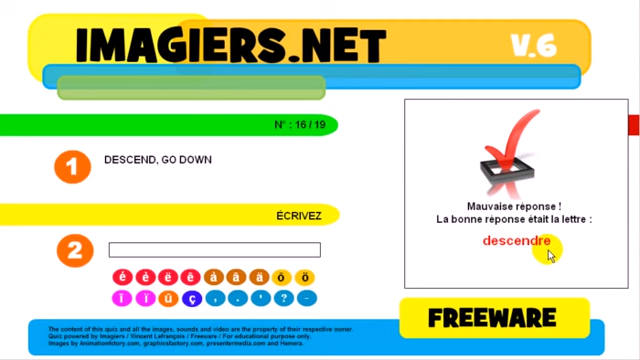 IMAGIERS.NET
V.6
N° : 16 / 19
1
DESCEND, GO DOWN
Mauvaise réponse !
La bonne réponse était la lettre :
descendre
ÉCRIVEZ
2
é è ë ê à â ä ô ö
ï î û ç , . ' ? -
FREEWARE
The content of this quiz and all the images, sounds and video are the property of their respective owner.
Quiz powered by Imagiers / Vincent Lefrançois / Freeware / For educational purpose only.
Images by Animationfctory.com, graphicsfactory.com, presentermedia.com and Hemera.